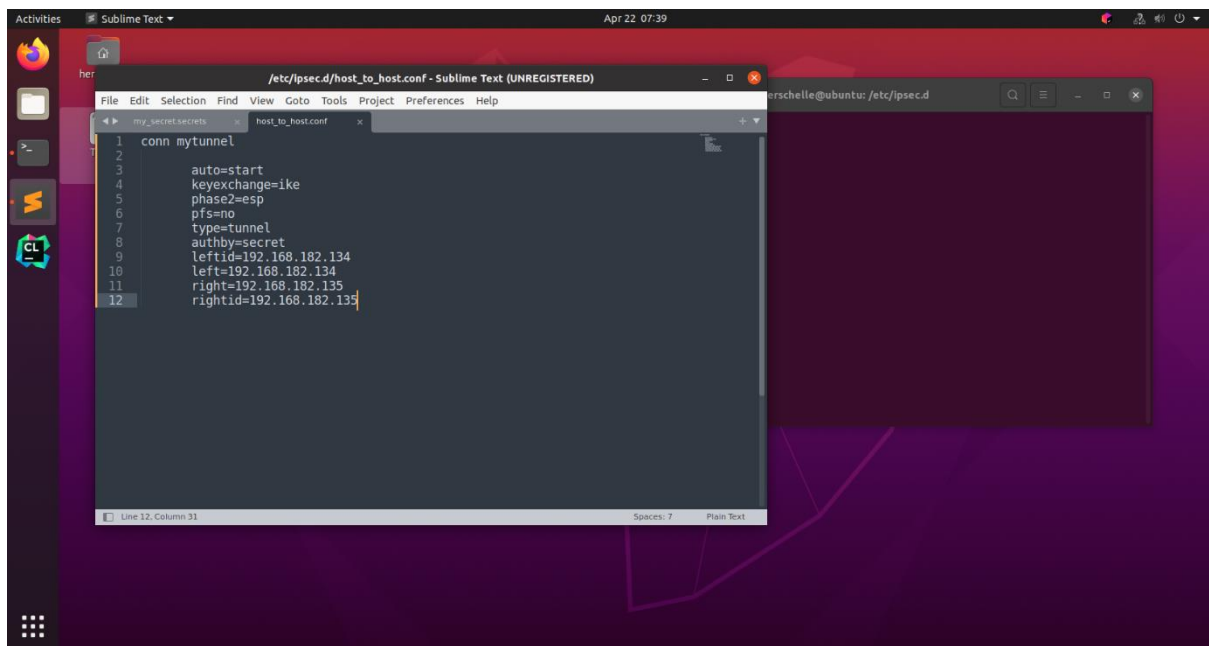 Activities Sublime Text Apr 22 07:39
her
/etc/ipsec.d/host_to_host.conf - Sublime Text (UNREGISTERED)
erschelle@ubuntu: /etc/ipsec.d
File Edit Selection Find View Goto Tools Project Preferences Help
my_secret.secrets host_to_host.conf
1 conn mytunnel
2
3 auto=start
4 keyexchange=ike
5 phase2=esp
6 pfs=no
7 type=tunnel
8 authby=secret
9 leftid=192.168.182.134
10 left=192.168.182.134
11 right=192.168.182.135
12 rightid=192.168.182.135
T
CL
Line 12, Column 31 Spaces: 7 Plain Text